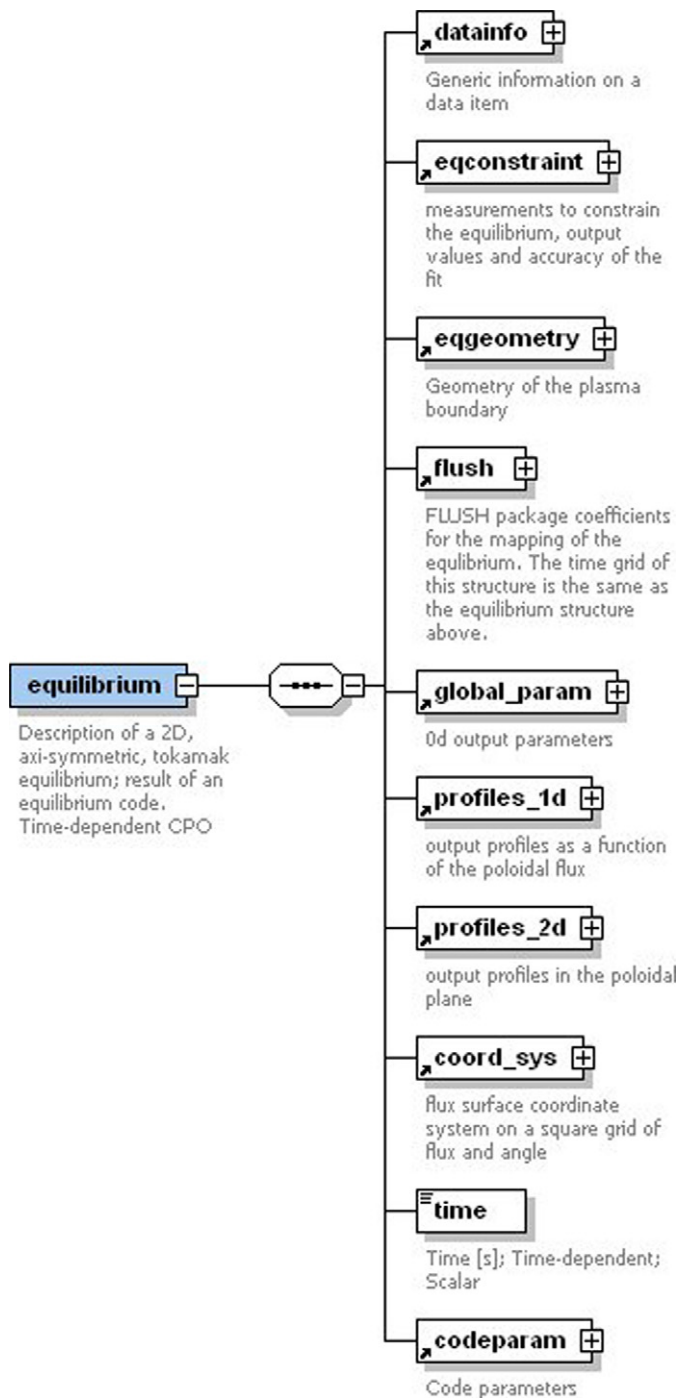 datainfo
Generic information on a
data item
eqconstraint
measurements to constrain
the equilibrium, output
values and accuracy of the
fit
eqgeometry
Geometry of the plasma
boundary
flush
FLUSH package coefficients
for the mapping of the
equlibrium. The time grid of
this structure is the same as
the equilibrium structure
above.
equilibrium
Description of a 2D,
axi-symmetric, tokamak
equilibrium; result of an
equilibrium code.
Time-dependent CPO
global_param
0d output parameters
profiles_1d
output profiles as a function
of the poloidal flux
profiles_2d
output profiles in the poloidal
plane
coord_sys
flux surface coordinate
system on a square grid of
flux and angle
time
Time [s]; Time-dependent;
Scalar
codeparam
Code parameters